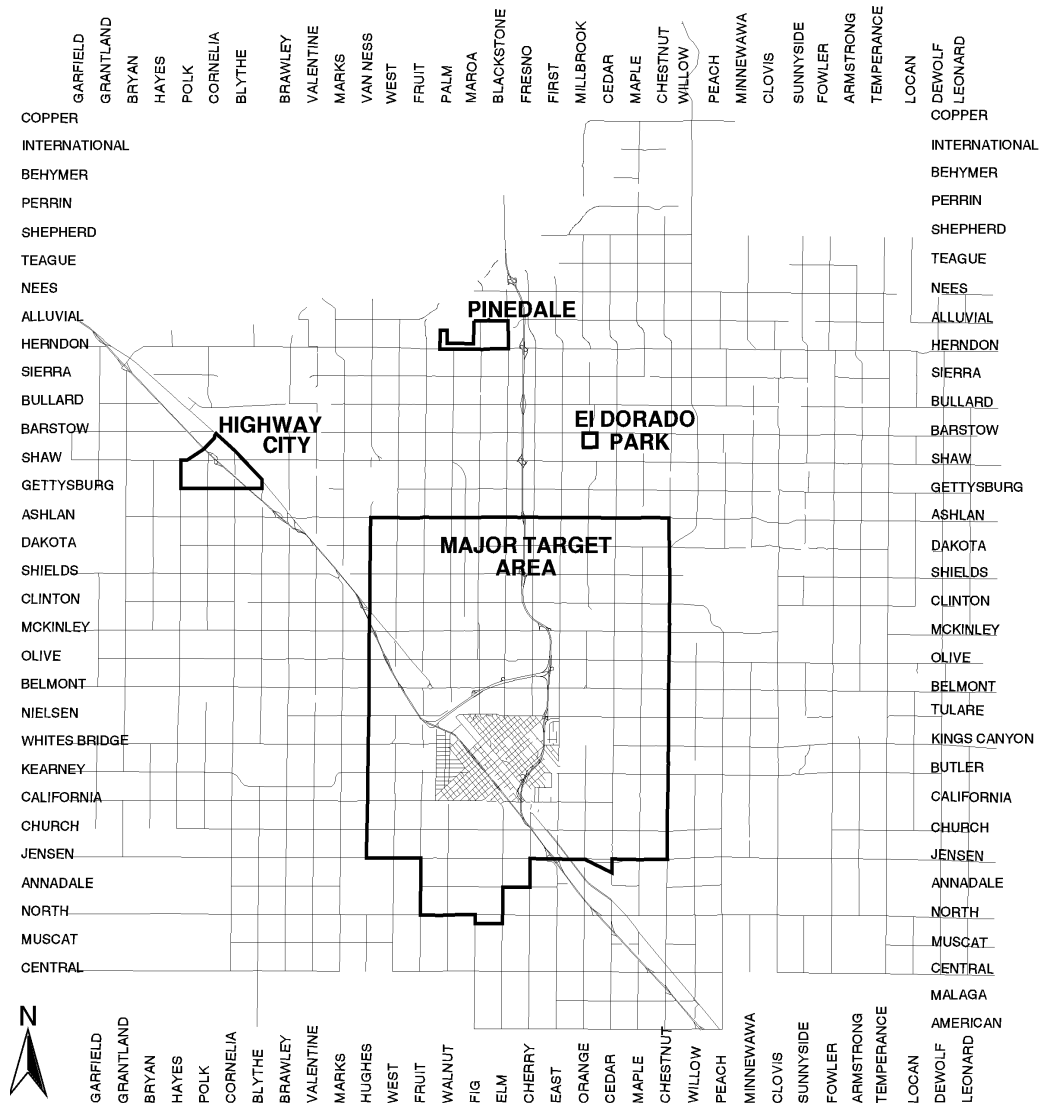 GARFIELD
GRANTLAND
BRYAN
HAYES
POLK
CORNELIA
BLYTHE
BRAWLEY
VALENTINE
MARKS
VAN NESS
WEST
FRUIT
PALM
MAROA
BLACKSTONE
FRESNO
FIRST
MILLBROOK
CEDAR
MAPLE
CHESTNUT
WILLOW
PEACH
MINNEWAWA
CLOVIS
SUNNYSIDE
FOWLER
ARMSTRONG
TEMPERANCE
LOCAN
DEWOLF
LEONARD
COPPER
INTERNATIONAL
BEHYMER
PERRIN
SHEPHERD
TEAGUE
NEES
ALLUVIAL
HERNDON
SIERRA
BULLARD
BARSTOW
SHAW
GETTYSBURG
ASHLAN
DAKOTA
SHIELDS
CLINTON
MCKINLEY
OLIVE
BELMONT
NIELSEN
WHITES BRIDGE
KEARNEY
CALIFORNIA
CHURCH
JENSEN
ANNADALE
NORTH
MUSCAT
CENTRAL
PINEDALE
HIGHWAY
CITY
El DORADO
PARK
MAJOR TARGET
AREA
COPPER
INTERNATIONAL
BEHYMER
PERRIN
SHEPHERD
TEAGUE
NEES
ALLUVIAL
HERNDON
SIERRA
BULLARD
BARSTOW
SHAW
GETTYSBURG
ASHLAN
DAKOTA
SHIELDS
CLINTON
MCKINLEY
OLIVE
BELMONT
TULARE
KINGS CANYON
BUTLER
CALIFORNIA
CHURCH
JENSEN
ANNADALE
NORTH
MUSCAT
CENTRAL
MALAGA
AMERICAN
N
GARFIELD
GRANTLAND
BRYAN
HAYES
POLK
CORNELIA
BLYTHE
BRAWLEY
VALENTINE
MARKS
HUGHES
WEST
FRUIT
WALNUT
FIG
ELM
CHERRY
EAST
ORANGE
CEDAR
MAPLE
CHESTNUT
WILLOW
PEACH
MINNEWAWA
CLOVIS
SUNNYSIDE
FOWLER
ARMSTRONG
TEMPERANCE
LOCAN
DEWOLF
LEONARD